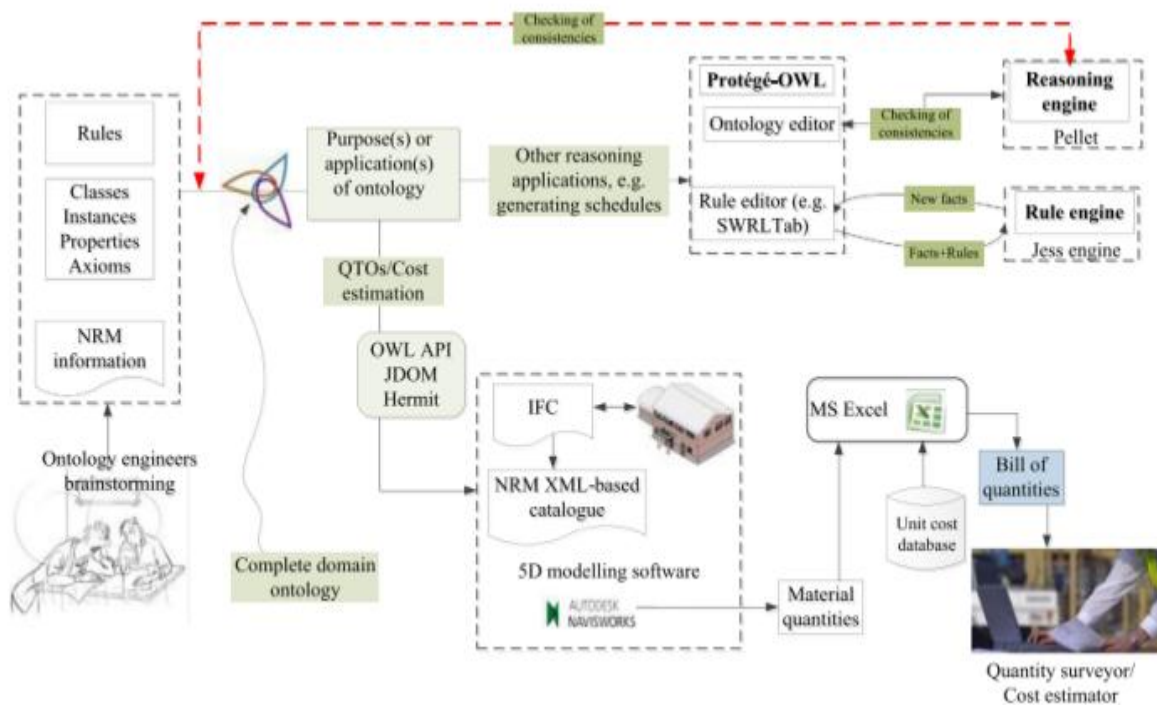 Checking of
consistencies
Rules
Classes
Instances
Properties
Axioms
NRM
information
Ontology engineers
brainstorming
Purpose(s) or
application(s)
of ontology
Other reasoning
applications, e.g.
generating schedules
Protégé-OWL
Ontology editor
Rule editor (e.g.
SWRLTab)
Checking of
consistencies
Reasoning
engine
Pellet
New facts
Facts+Rules
Rule engine
Jess engine
QTOs/Cost
estimation
OWL API
JDOM
Hermit
Complete domain
ontology
IFC
NRM XML-based
catalogue
5D modelling software
AUTODESK
NAVISWORKS
Material
quantities
MS Excel
Unit cost
database
Bill of
quantities
Quantity surveyor/
Cost estimator